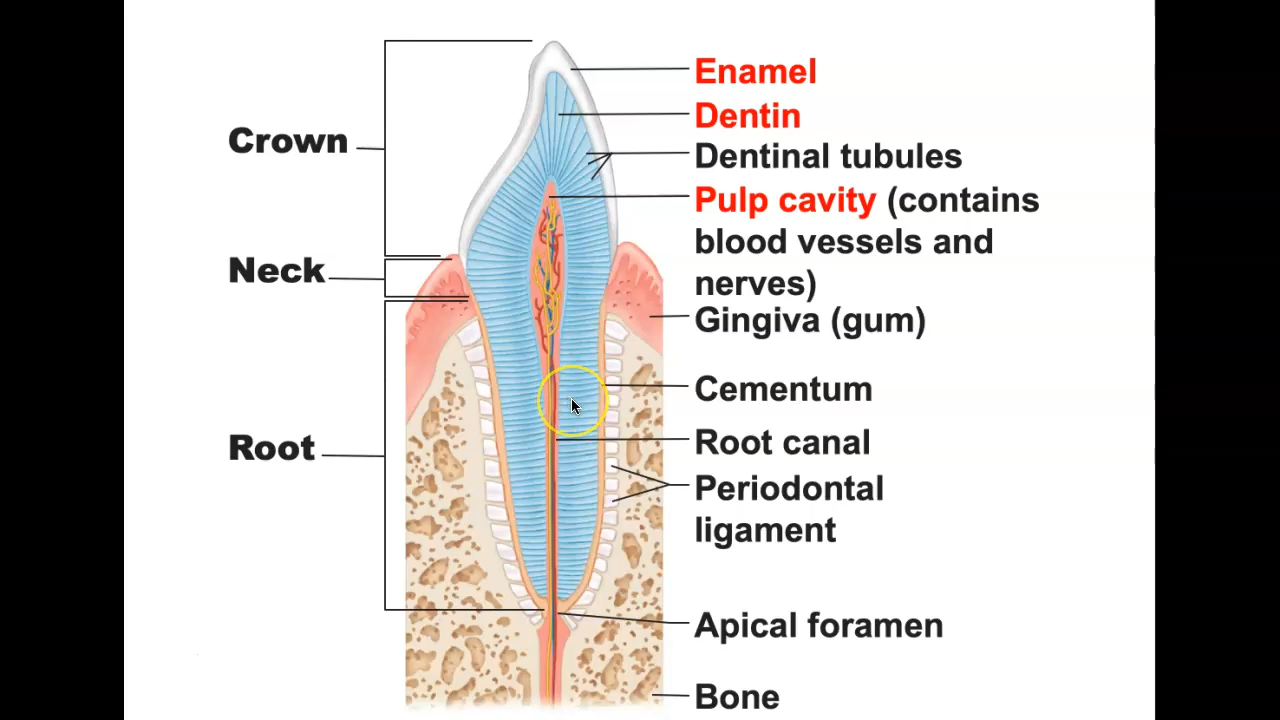 Crown
Neck
Root
Enamel
Dentin
Dentinal tubules
Pulp cavity (contains
blood vessels and
nerves)
Gingiva (gum)
Cementum
Root canal
Periodontal
ligament
Apical foramen
Bone